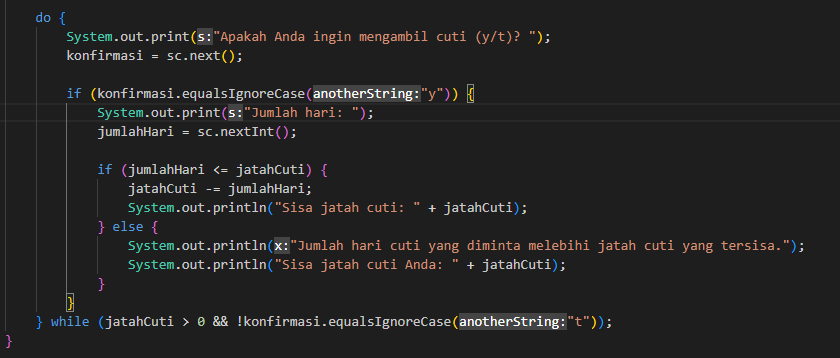 do {
System.out.print(s:"Apakah Anda ingin mengambil cuti (y/t)? ");
konfirmasi = sc.next();
if (konfirmasi.equalsIgnoreCase(anotherString:"y")) {
System.out.print(s:"Jumlah hari: ");
jumlahHari = sc.nextInt();
if (jumlahHari <= jatahCuti) {
jatahCuti -= jumlahHari;
System.out.println("Sisa jatah cuti: " + jatahCuti);
} else {
System.out.println(x:"Jumlah hari cuti yang diminta melebihi jatah cuti yang tersisa.");
System.out.println("Sisa jatah cuti Anda: " + jatahCuti);
}
}
} while (jatahCuti > 0 && !konfirmasi.equalsIgnoreCase(anotherString:"t"));
}